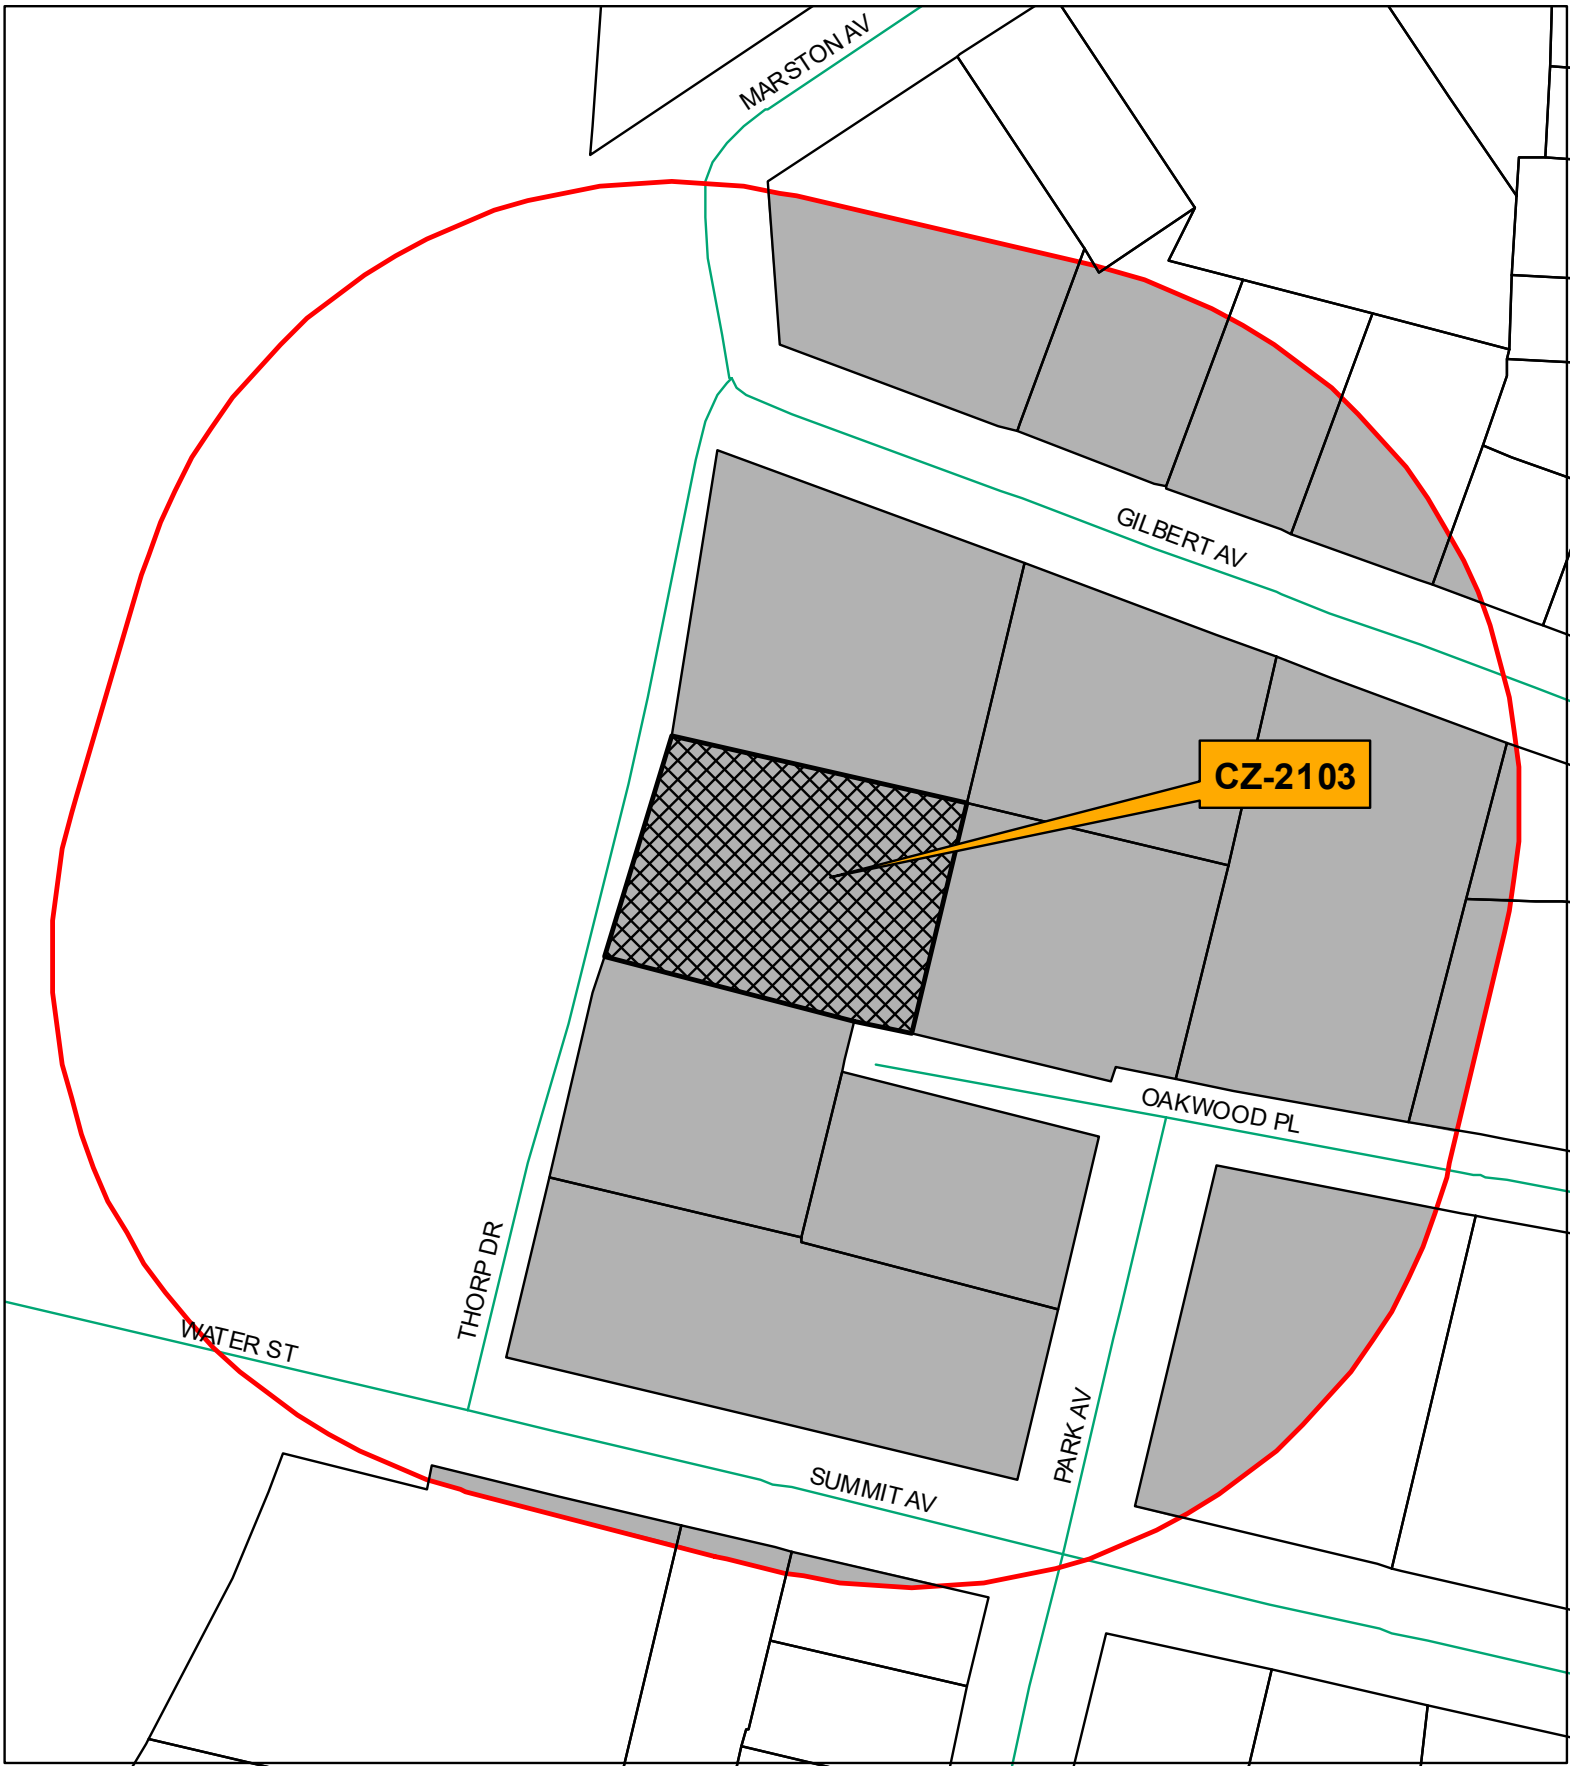 MARSTON AV
GILBERT AV
CZ-2103
OAKWOOD PL
THORP DR
WATER ST
PARK AV
SUMMIT AV